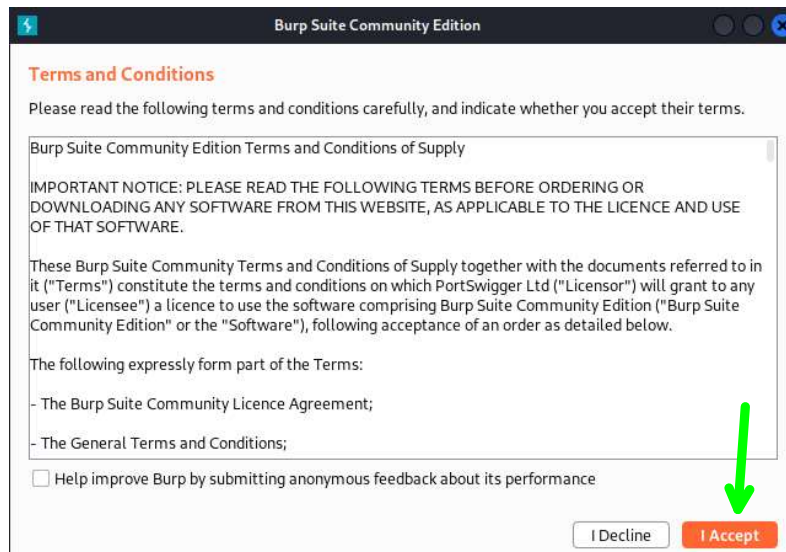 Burp Suite Community Edition
Terms and Conditions
Please read the following terms and conditions carefully, and indicate whether you accept their terms.
Burp Suite Community Edition Terms and Conditions of Supply
IMPORTANT NOTICE: PLEASE READ THE FOLLOWING TERMS BEFORE ORDERING OR
DOWNLOADING ANY SOFTWARE FROM THIS WEBSITE, AS APPLICABLE TO THE LICENCE AND USE
OF THAT SOFTWARE.
These Burp Suite Community Terms and Conditions of Supply together with the documents referred to in
it ("Terms") constitute the terms and conditions on which PortSwigger Ltd ("Licensor") will grant to any
user ("Licensee") a licence to use the software comprising Burp Suite Community Edition ("Burp Suite
Community Edition" or the "Software"), following acceptance of an order as detailed below.
The following expressly form part of the Terms:
- The Burp Suite Community Licence Agreement;
- The General Terms and Conditions;
Help improve Burp by submitting anonymous feedback about its performance
I Decline
I Accept